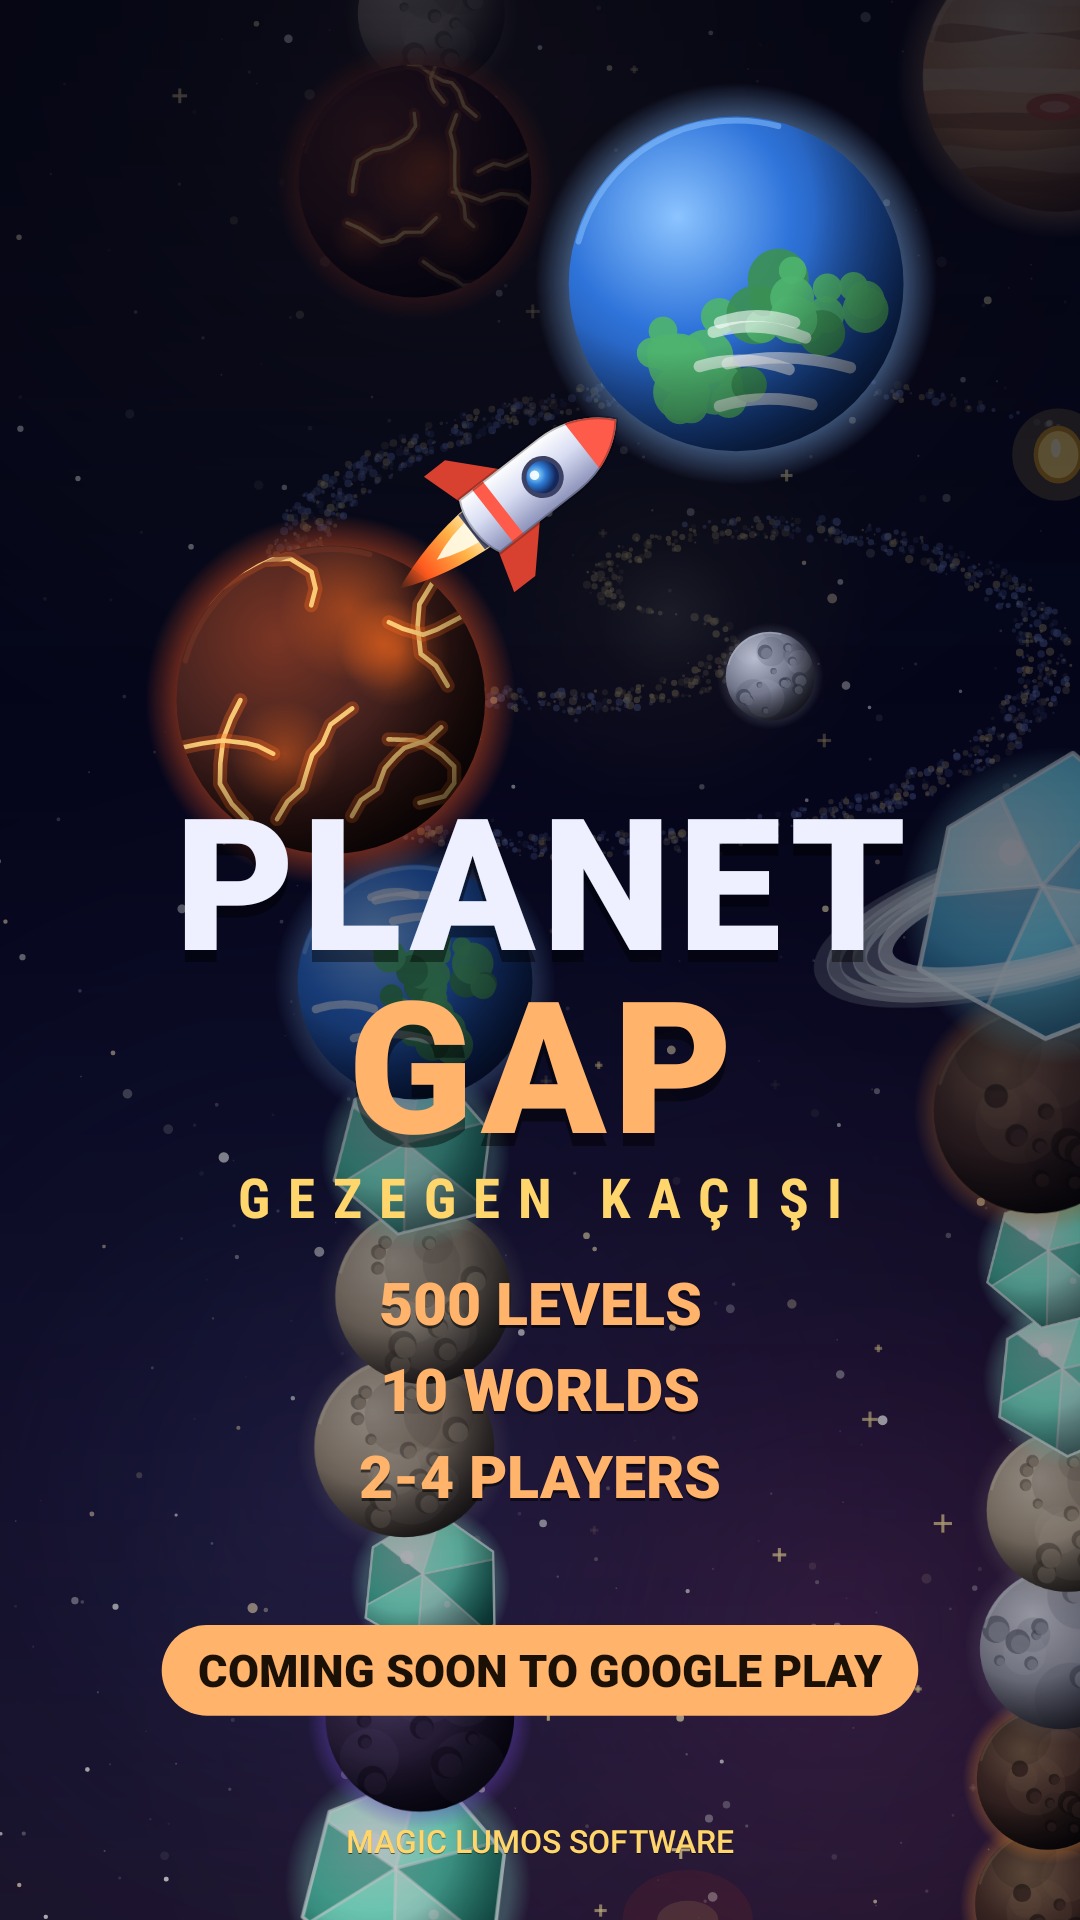 PLANET
GAP
GEZEGEN KAÇIŞI
500 LEVELS
10 WORLDS
2-4 PLAYERS
COMING SOON TO GOOGLE PLAY
MAGIC LUMOS SOFTWARE